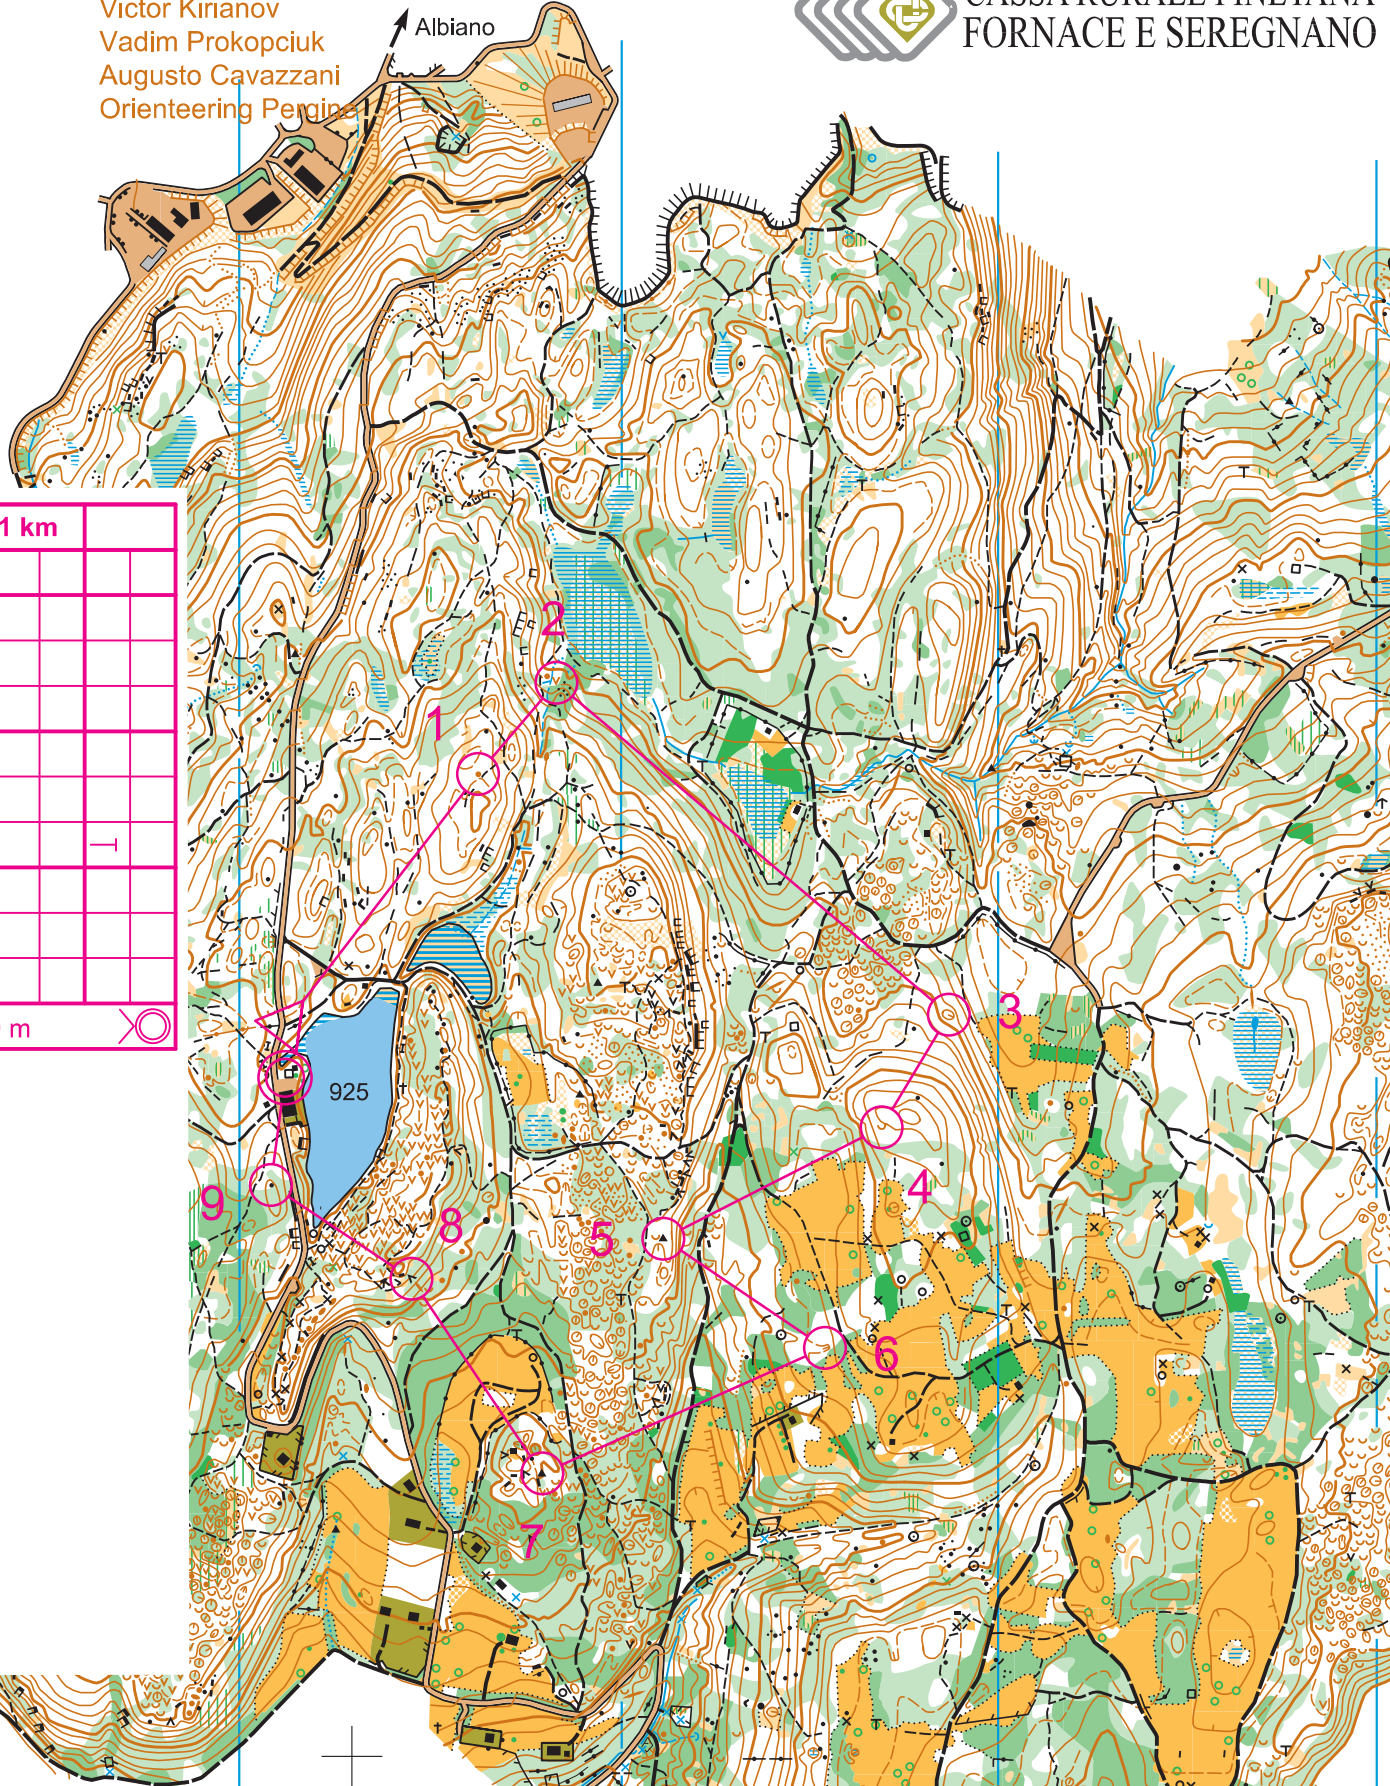 Victor Kirianov
Vadim Prokopciuk
Augusto Cavazzani
Orienteering Pergine
Albiano
FORNACE E SEREGNANO
1 km
m
1
2
3
4
5
6
7
8
9
925